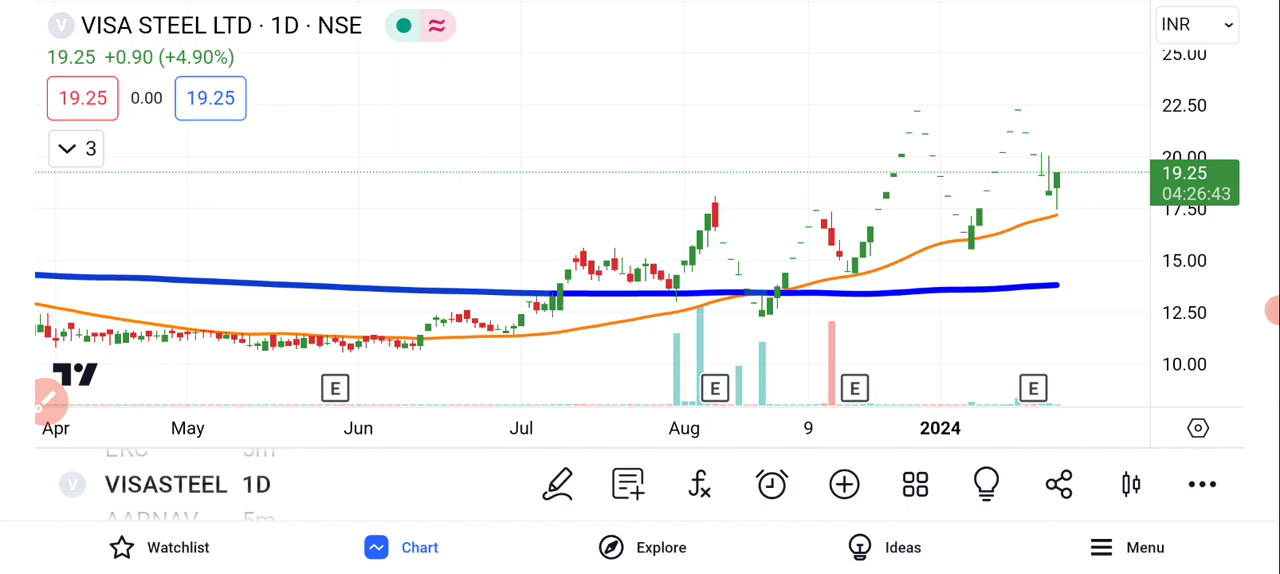 V VISA STEEL LTD · 1D · NSE
INR
19.25 +0.90 (+4.90%)
19.25 0.00 19.25
3
25.00
22.50
20.00
19.25
04:26:43
17.50
15.00
12.50
10.00
E E E E
Apr May Jun Jul Aug 9 2024
V VISASTEEL 1D
AARNAV 5m
Watchlist Chart Explore Ideas Menu